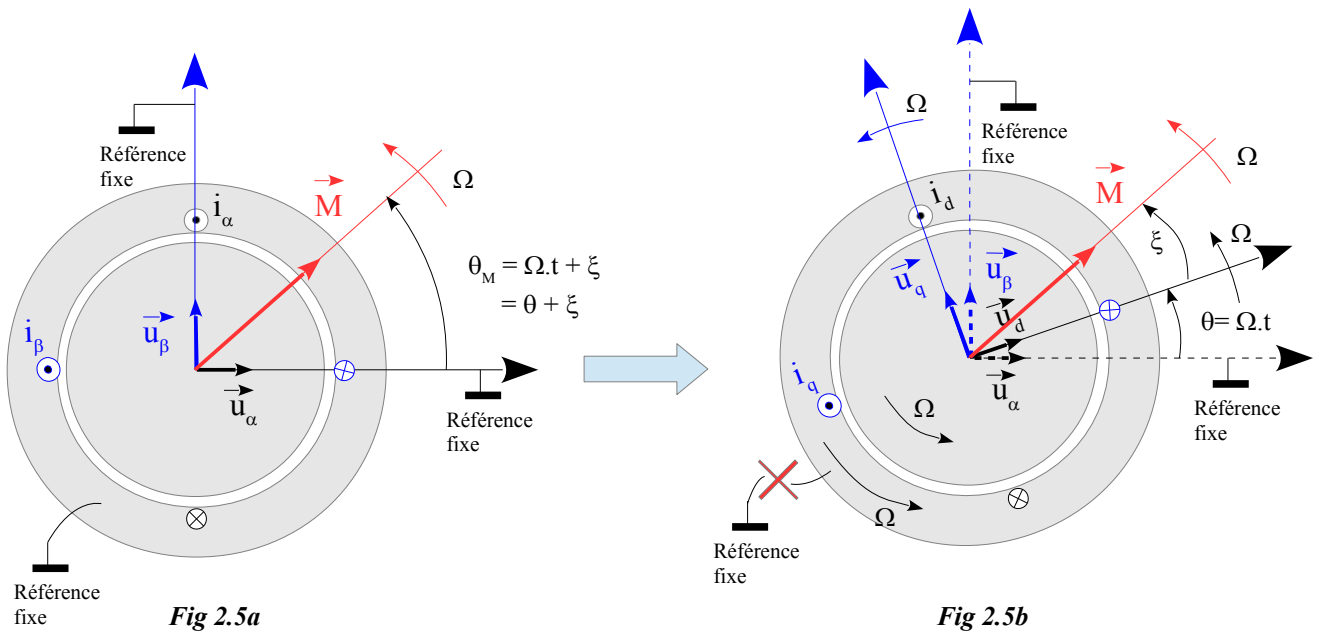 Référence
fixe
i_α
M
Ω
θ_M = Ω.t + ξ
= θ + ξ
i_β
u_β
u_α
Référence
fixe
Référence
fixe
Fig 2.5a
Ω
Référence
fixe
i_d
M
Ω
ξ
Ω
u_q
u_β
u_d
θ= Ω.t
u_α
i_q
Ω
Référence
fixe
Ω
Référence
fixe
Fig 2.5b